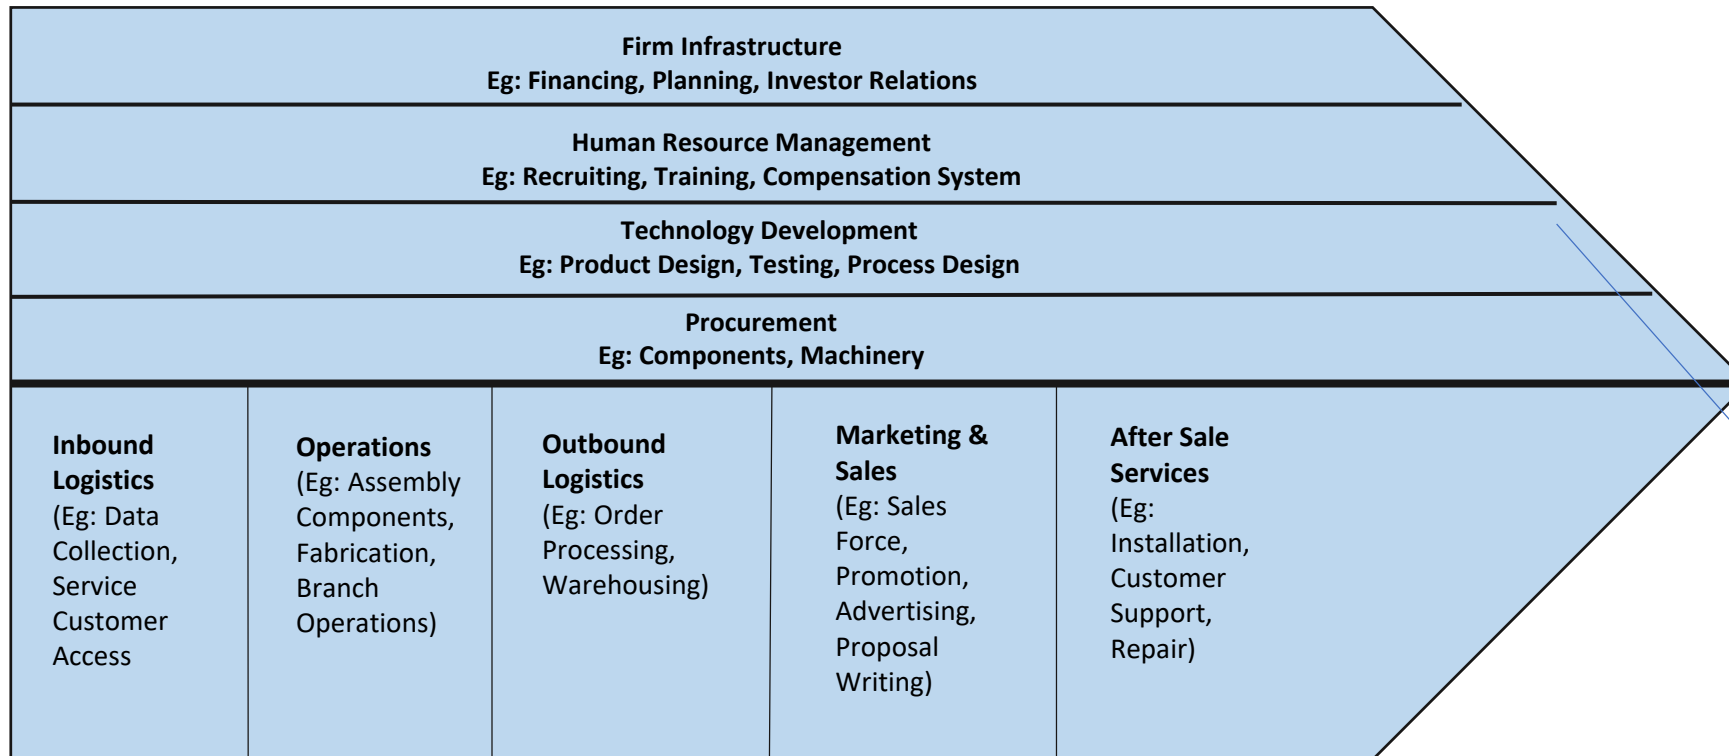 Firm Infrastructure
Eg: Financing, Planning, Investor Relations
Human Resource Management
Eg: Recruiting, Training, Compensation System
Technology Development
Eg: Product Design, Testing, Process Design
Procurement
Eg: Components, Machinery
Inbound
Logistics
(Eg: Data
Collection,
Service
Customer
Access
Operations
(Eg: Assembly
Components,
Fabrication,
Branch
Operations)
Outbound
Logistics
(Eg: Order
Processing,
Warehousing)
Marketing &
Sales
(Eg: Sales
Force,
Promotion,
Advertising,
Proposal
Writing)
After Sale
Services
(Eg:
Installation,
Customer
Support,
Repair)